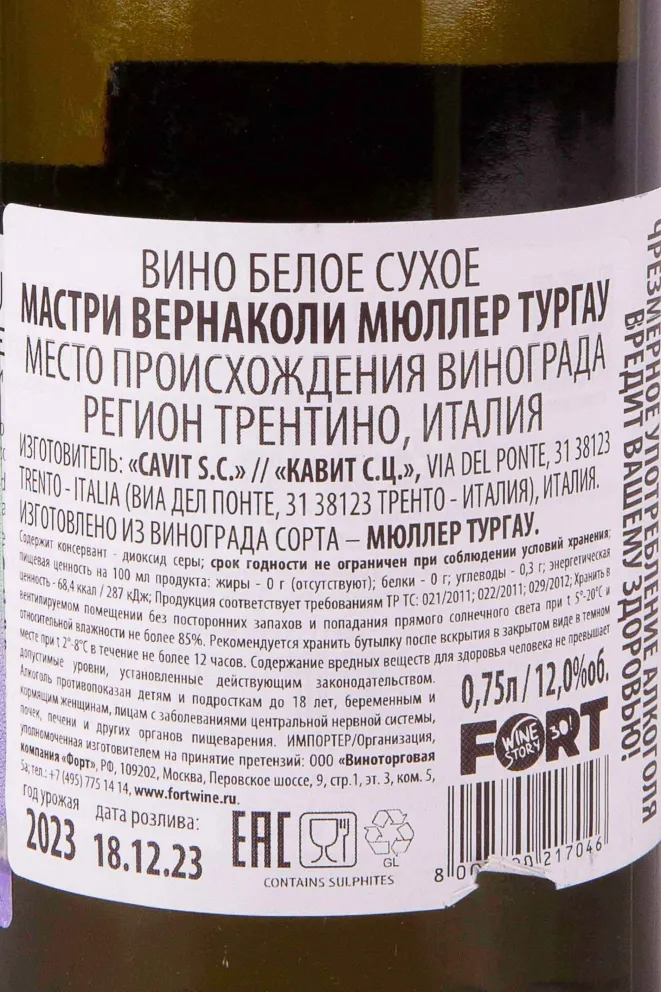 ВИНО БЕЛОЕ СУХОЕ
МАСТРИ ВЕРНАКОЛИ МЮЛЛЕР ТУРГАУ
МЕСТО ПРОИСХОЖДЕНИЯ ВИНОГРАДА
РЕГИОН ТРЕНТИНО, ИТАЛИЯ
ИЗГОТОВИТЕЛЬ: «CAVIT S.C.» // «КАВИТ С.Ц.», VIA DEL PONTE, 31 38123
TRENTO - ITALIA (ВИА ДЕЛ ПОНТЕ, 31 38123 ТРЕНТО - ИТАЛИЯ), ИТАЛИЯ.
ИЗГОТОВЛЕНО ИЗ ВИНОГРАДА СОРТА – МЮЛЛЕР ТУРГАУ.
Содержит консервант - диоксид серы; срок годности не ограничен при соблюдении условий хранения;
пищевая ценность на 100 мл продукта: жиры - 0 г (отсутствуют); белки - 0 г; углеводы - 0,3 г; энергетическая
ценность - 68,4 ккал / 287 кДж; Продукция соответствует требованиям ТР ТС: 021/2011; 022/2011; 029/2012; Хранить в
вентилируемом помещении без посторонних запахов и попадания прямого солнечного света при t 5°-20°C и
относительной влажности не более 85%. Рекомендуется хранить бутылку после вскрытия в закрытом виде в темном
месте при t 2°-8°C в течение не более 12 часов. Содержание вредных веществ для здоровья человека не превышает
допустимые уровни, установленные действующим законодательством.
Алкоголь противопоказан детям и подросткам до 18 лет, беременным и
кормящим женщинам, лицам с заболеваниями центральной нервной системы,
почек, печени и других органов пищеварения. ИМПОРТЕР/Организация,
уполномоченная изготовителем на принятие претензий: ООО «Виноторговая
компания «Форт», РФ, 109202, Москва, Перовское шоссе, 9, стр.1, эт. 3, ком. 5,
5а; тел.: +7 (495) 775 14 14, www.fortwine.ru.
0,75л / 12,0%об.
FORT
WINE STORY
30!
год урожая
2023
дата розлива:
18.12.23
EAC
GL
CONTAINS SULPHITES
217046
ЧРЕЗМЕРНОЕ УПОТРЕБЛЕНИЕ АЛКОГОЛЯ
ВРЕДИТ ВАШЕМУ ЗДОРОВЬЮ!